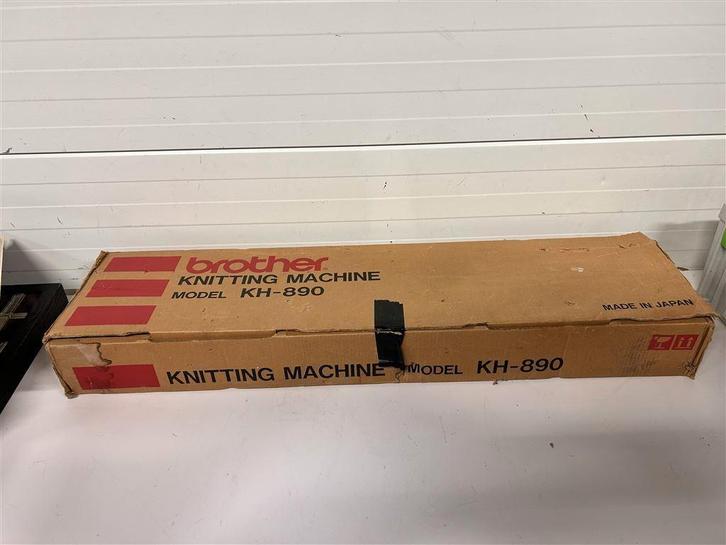 brother
KNITTING MACHINE
MODEL KH-890
MADE IN JAPAN
KNITTING MACHINE MODEL KH-890